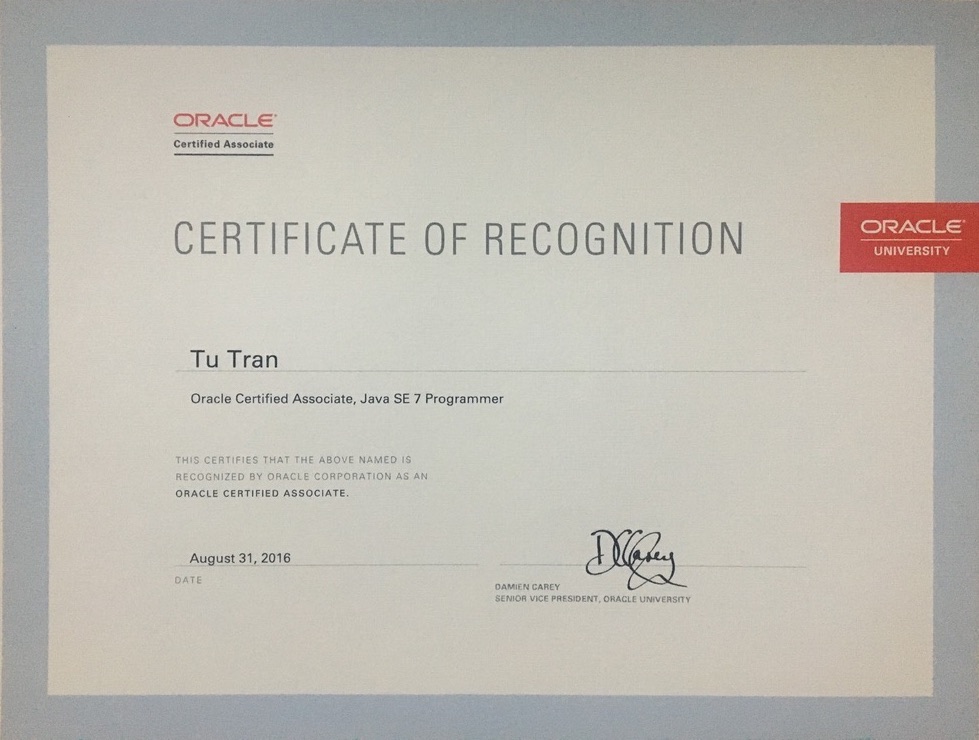 ORACLE
Certified Associate
CERTIFICATE OF RECOGNITION
ORACLE
UNIVERSITY
Tu Tran
Oracle Certified Associate, Java SE 7 Programmer
THIS CERTIFIES THAT THE ABOVE NAMED IS
RECOGNIZED BY ORACLE CORPORATION AS AN
ORACLE CERTIFIED ASSOCIATE.
August 31, 2016
DATE
DCarey
DAMIEN CAREY
SENIOR VICE PRESIDENT, ORACLE UNIVERSITY